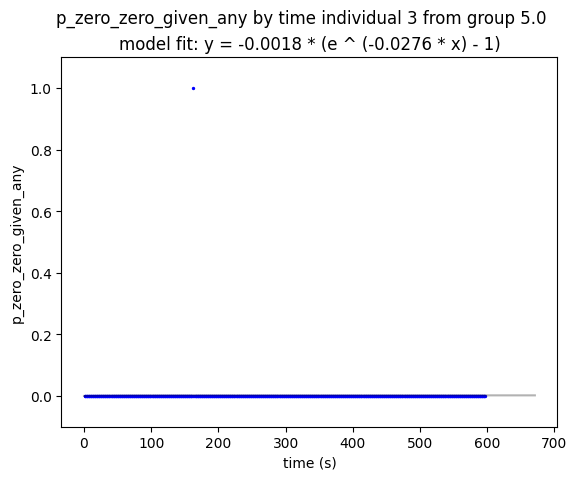 p_zero_zero_given_any by time individual 3 from group 5.0
model fit: y = -0.0018 * (e ^ (-0.0276 * x) - 1)
1.0
0.8
0.6
0.4
0.2
0.0
p_zero_zero_given_any
0 100 200 300 400 500 600 700
time (s)